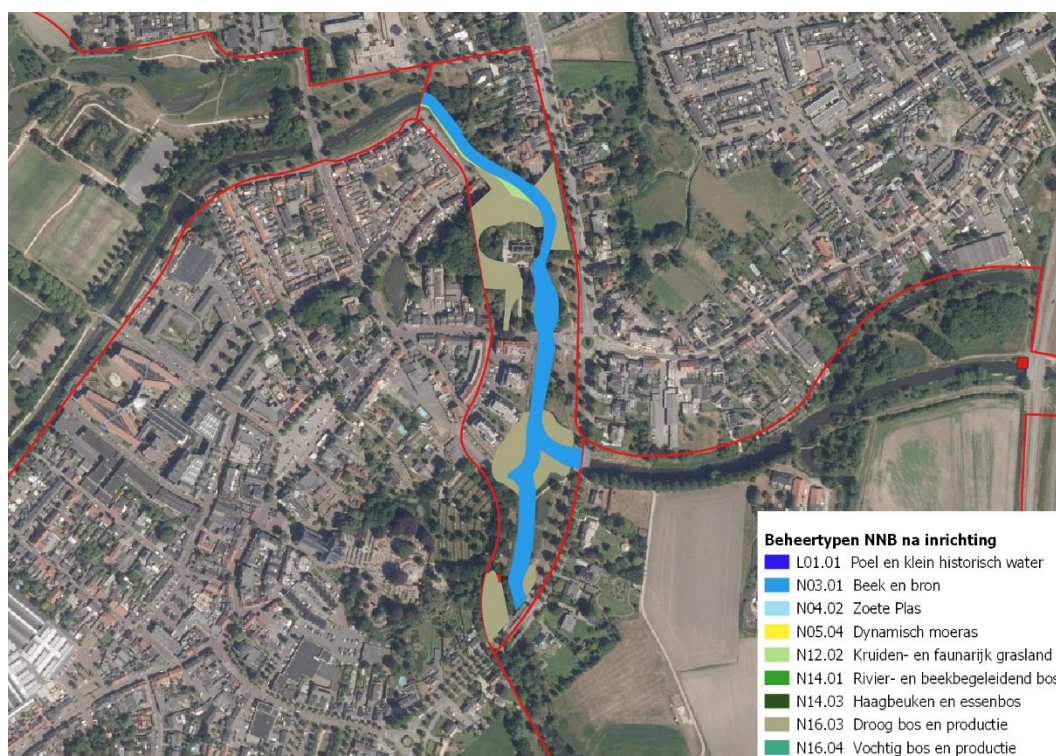 Beheertypen NNB na inrichting
L01.01 Poel en klein historisch water
N03.01 Beek en bron
N04.02 Zoete Plas
N05.04 Dynamisch moeras
N12.02 Kruiden- en faunarijk grasland
N14.01 Rivier- en beekbegeleidend bos
N14.03 Haagbeuken en essenbos
N16.03 Droog bos en productie
N16.04 Vochtig bos en productie